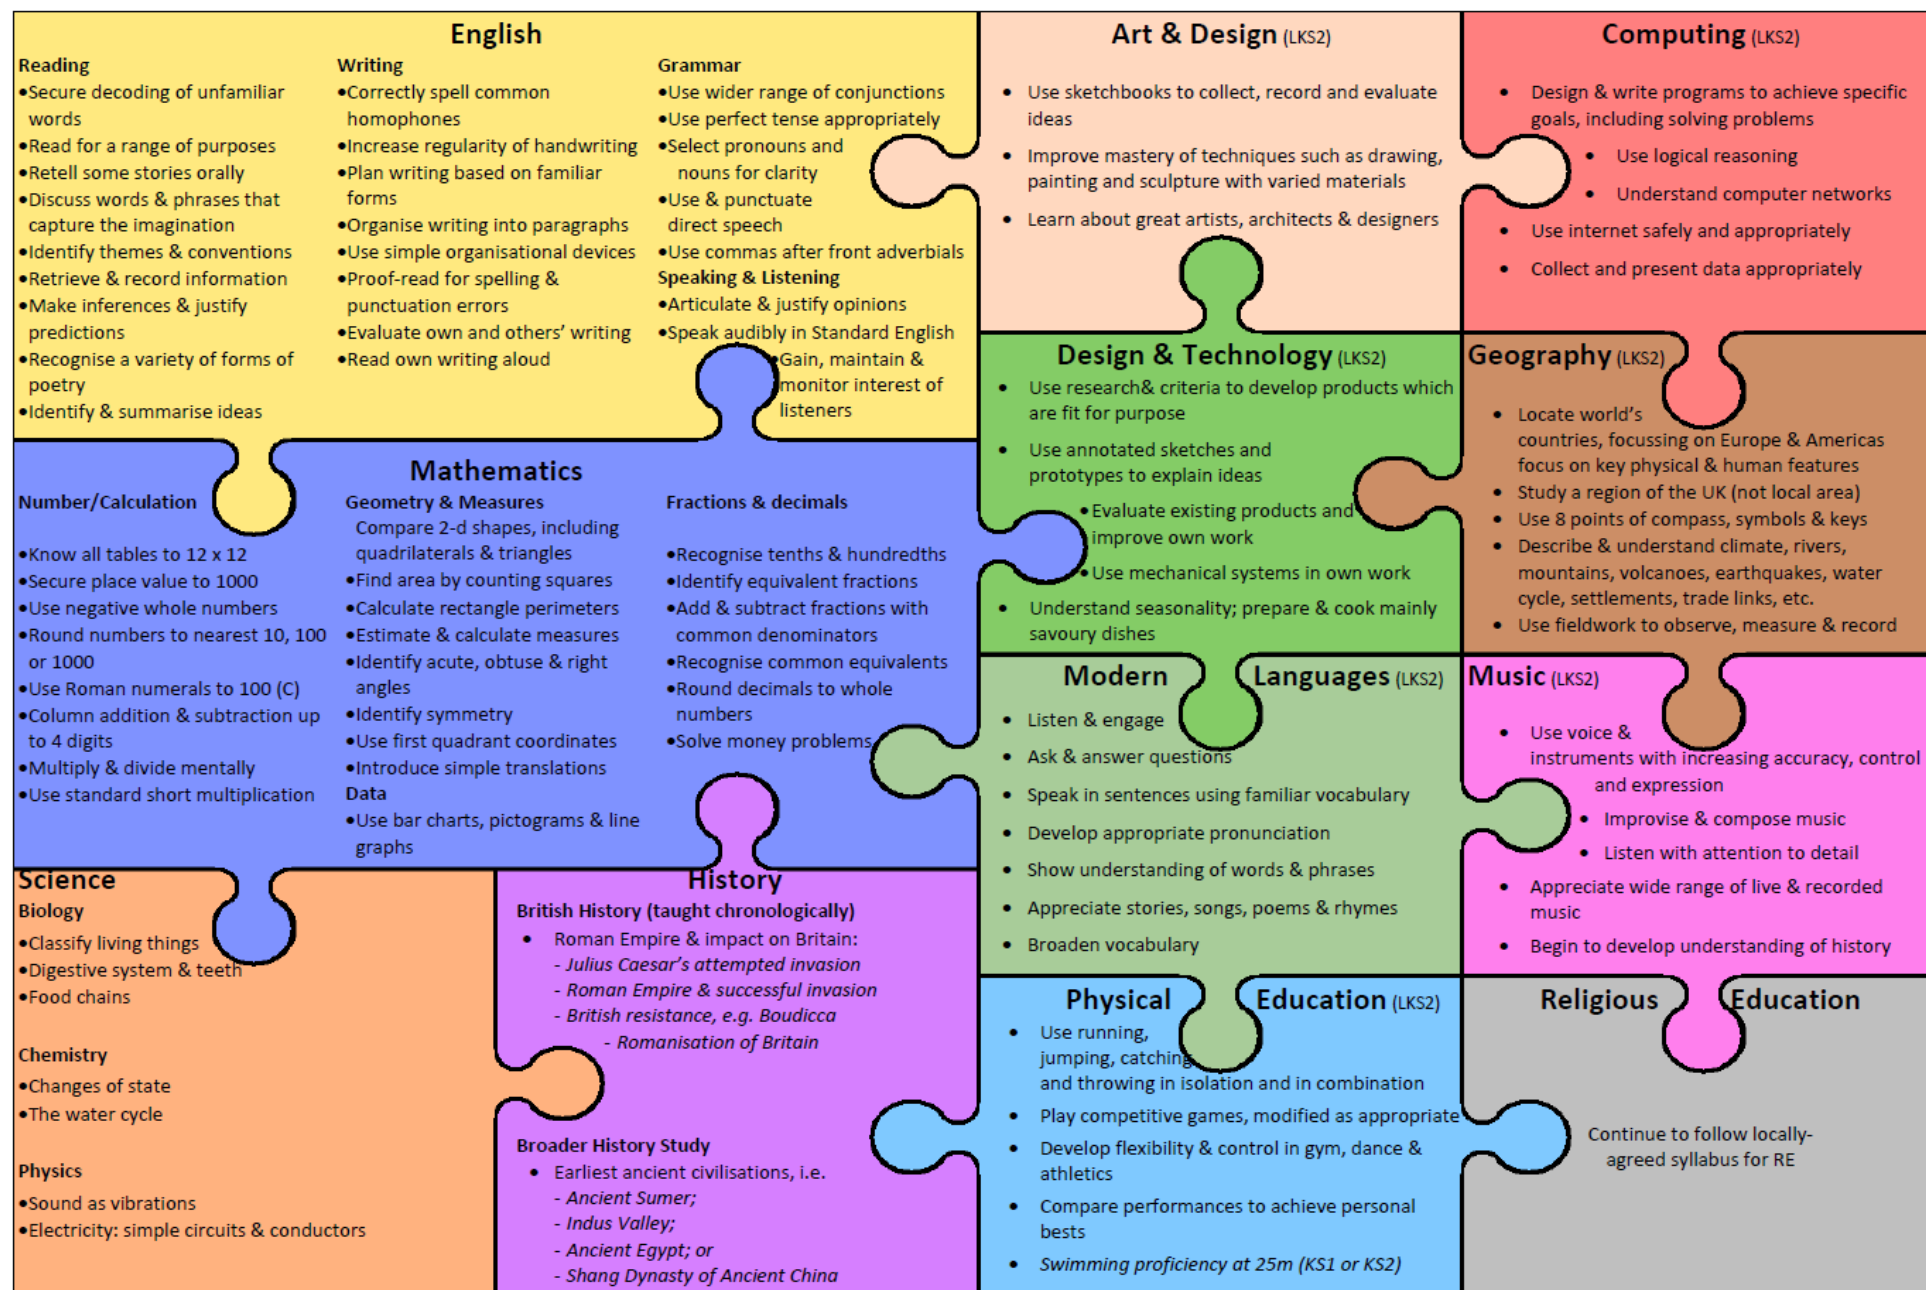 English
Reading
•Secure decoding of unfamiliar
words
•Read for a range of purposes
•Retell some stories orally
•Discuss words & phrases that
capture the imagination
•Identify themes & conventions
•Retrieve & record information
•Make inferences & justify
predictions
•Recognise a variety of forms of
poetry
•Identify & summarise ideas
Writing
•Correctly spell common
homophones
•Increase regularity of handwriting
•Plan writing based on familiar
forms
•Organise writing into paragraphs
•Use simple organisational devices
•Proof-read for spelling &
punctuation errors
•Evaluate own and others’ writing
•Read own writing aloud
Grammar
•Use wider range of conjunctions
•Use perfect tense appropriately
•Select pronouns and
nouns for clarity
•Use & punctuate
direct speech
•Use commas after front adverbials
Speaking & Listening
•Articulate & justify opinions
•Speak audibly in Standard English
•Gain, maintain &
monitor interest of
listeners
Art & Design (LKS2)
• Use sketchbooks to collect, record and evaluate
ideas
• Improve mastery of techniques such as drawing,
painting and sculpture with varied materials
• Learn about great artists, architects & designers
Computing (LKS2)
• Design & write programs to achieve specific
goals, including solving problems
• Use logical reasoning
• Understand computer networks
• Use internet safely and appropriately
• Collect and present data appropriately
Design & Technology (LKS2)
• Use research& criteria to develop products which
are fit for purpose
• Use annotated sketches and
prototypes to explain ideas
• Evaluate existing products and
improve own work
• Use mechanical systems in own work
• Understand seasonality; prepare & cook mainly
savoury dishes
Geography (LKS2)
• Locate world’s
countries, focussing on Europe & Americas
focus on key physical & human features
• Study a region of the UK (not local area)
• Use 8 points of compass, symbols & keys
• Describe & understand climate, rivers,
mountains, volcanoes, earthquakes, water
cycle, settlements, trade links, etc.
• Use fieldwork to observe, measure & record
Mathematics
Number/Calculation
•Know all tables to 12 x 12
•Secure place value to 1000
•Use negative whole numbers
•Round numbers to nearest 10, 100
or 1000
•Use Roman numerals to 100 (C)
•Column addition & subtraction up
to 4 digits
•Multiply & divide mentally
•Use standard short multiplication
Geometry & Measures
Compare 2-d shapes, including
quadrilaterals & triangles
•Find area by counting squares
•Calculate rectangle perimeters
•Estimate & calculate measures
•Identify acute, obtuse & right
angles
•Identify symmetry
•Use first quadrant coordinates
•Introduce simple translations
Data
•Use bar charts, pictograms & line
graphs
Fractions & decimals
•Recognise tenths & hundredths
•Identify equivalent fractions
•Add & subtract fractions with
common denominators
•Recognise common equivalents
•Round decimals to whole
numbers
•Solve money problems
Modern Languages (LKS2)
• Listen & engage
• Ask & answer questions
• Speak in sentences using familiar vocabulary
• Develop appropriate pronunciation
• Show understanding of words & phrases
• Appreciate stories, songs, poems & rhymes
• Broaden vocabulary
Music (LKS2)
• Use voice &
instruments with increasing accuracy, control
and expression
• Improvise & compose music
• Listen with attention to detail
• Appreciate wide range of live & recorded
music
• Begin to develop understanding of history
Science
Biology
•Classify living things
•Digestive system & teeth
•Food chains
Chemistry
•Changes of state
•The water cycle
Physics
•Sound as vibrations
•Electricity: simple circuits & conductors
History
British History (taught chronologically)
• Roman Empire & impact on Britain:
- Julius Caesar’s attempted invasion
- Roman Empire & successful invasion
- British resistance, e.g. Boudicca
- Romanisation of Britain
Broader History Study
• Earliest ancient civilisations, i.e.
- Ancient Sumer;
- Indus Valley;
- Ancient Egypt; or
- Shang Dynasty of Ancient China
Physical Education (LKS2)
• Use running,
jumping, catching
and throwing in isolation and in combination
• Play competitive games, modified as appropriate
• Develop flexibility & control in gym, dance &
athletics
• Compare performances to achieve personal
bests
• Swimming proficiency at 25m (KS1 or KS2)
Religious Education
Continue to follow locally-
agreed syllabus for RE